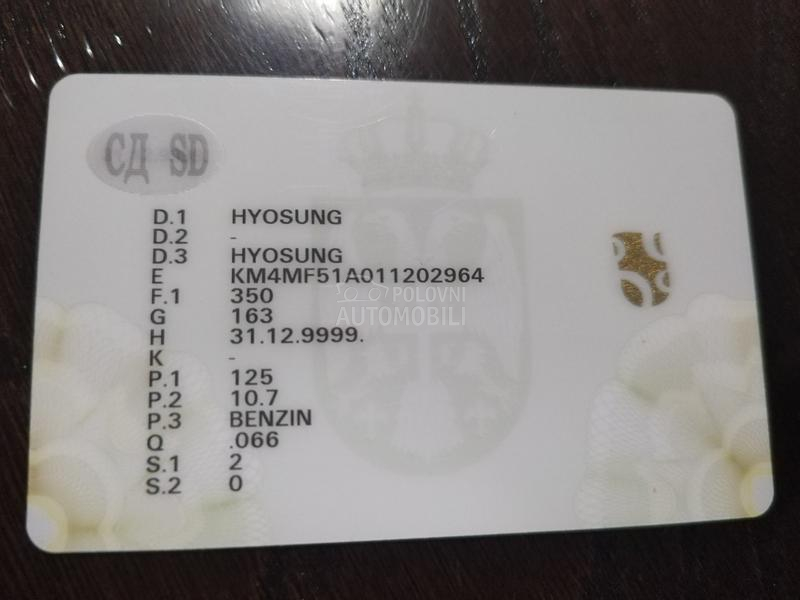 СД SD
D.1 HYOSUNG
D.2 -
D.3 HYOSUNG
E KM4MF51A011202964
F.1 350
POLOVNI
AUTOMOBILI
G 163
H 31.12.9999.
K -
P.1 125
P.2 10.7
P.3 BENZIN
Q .066
S.1 2
S.2 0